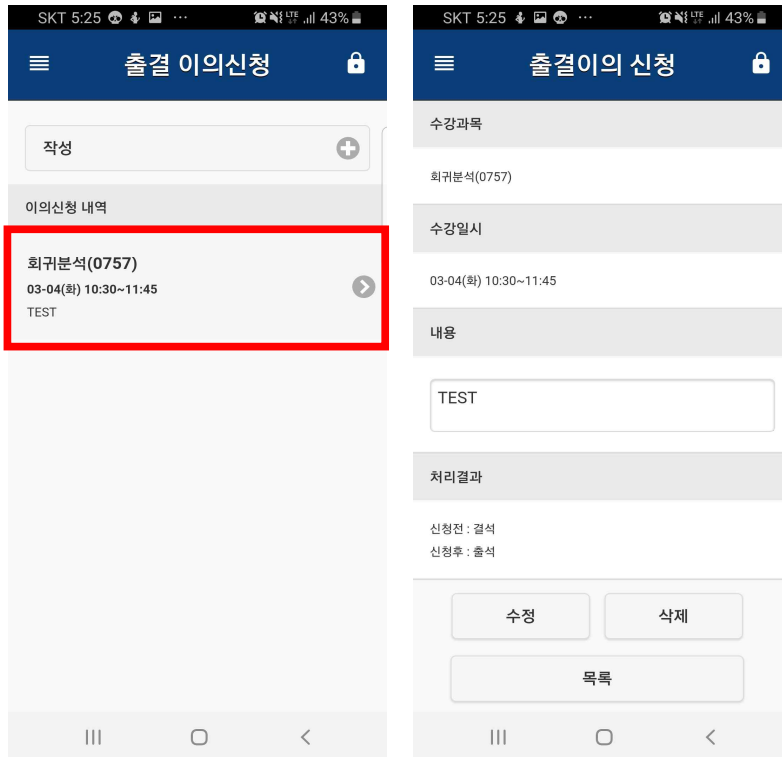 SKT 5:25 ... LTE 43%
출결 이의신청
작성
이의신청 내역
회귀분석(0757)
03-04(화) 10:30~11:45
TEST
SKT 5:25 ... LTE 43%
출결이의 신청
수강과목
회귀분석(0757)
수강일시
03-04(화) 10:30~11:45
내용
TEST
처리결과
신청전 : 결석
신청후 : 출석
수정 삭제
목록